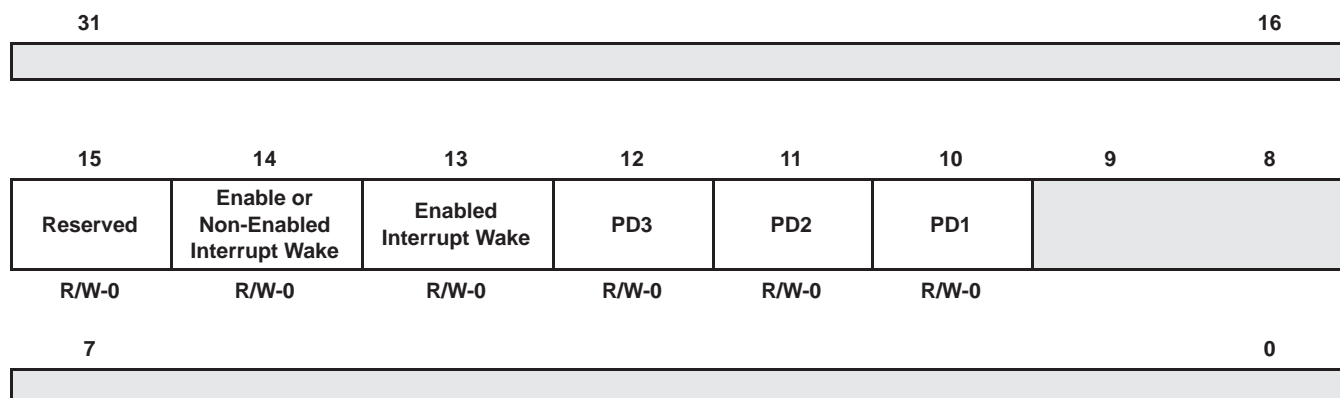 31 16
15 14 13 12 11 10 9 8
Reserved Enable or Non-Enabled Interrupt Wake Enabled Interrupt Wake PD3 PD2 PD1
R/W-0 R/W-0 R/W-0 R/W-0 R/W-0 R/W-0
7 0